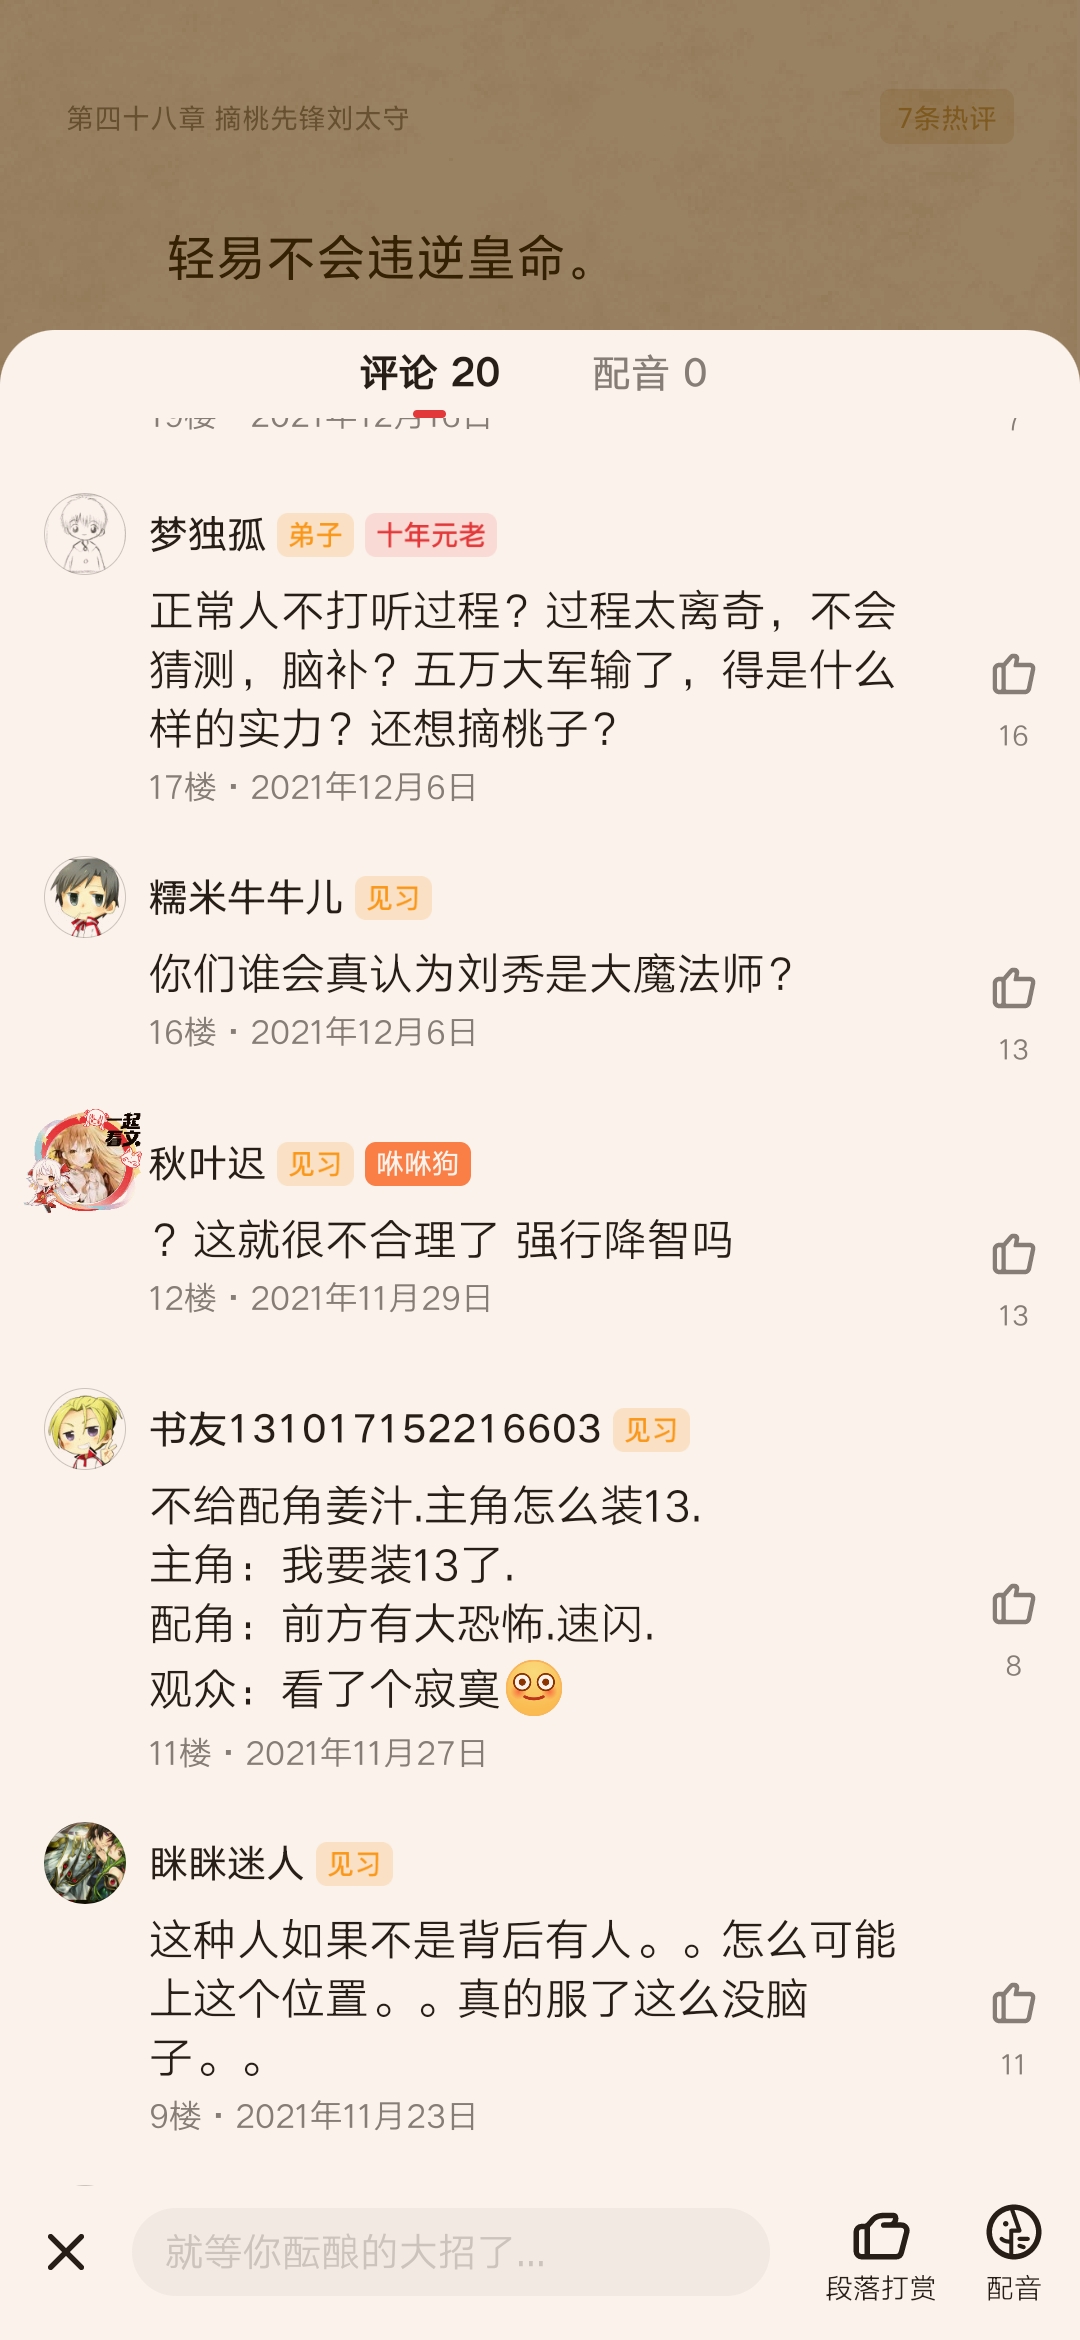 第四十八章 摘桃先锋刘太守
7条热评
轻易不会违逆皇命。
评论 20
配音 0
19楼 2021年12月16日
7
梦独孤 弟子 十年元老
正常人不打听过程？过程太离奇，不会
猜测，脑补？五万大军输了，得是什么
样的实力？还想摘桃子？
16
17楼 · 2021年12月6日
糯米牛牛儿 见习
你们谁会真认为刘秀是大魔法师？
16楼 · 2021年12月6日
13
一起
看文
秋叶迟 见习 咻咻狗
？这就很不合理了 强行降智吗
12楼 · 2021年11月29日
13
书友131017152216603 见习
不给配角姜汁.主角怎么装13.
主角：我要装13了.
配角：前方有大恐怖.速闪.
观众：看了个寂寞
8
11楼 · 2021年11月27日
眯眯迷人 见习
这种人如果不是背后有人。。怎么可能
上这个位置。。真的服了这么没脑
子。。
11
9楼 · 2021年11月23日
就等你酝酿的大招了...
段落打赏
配音